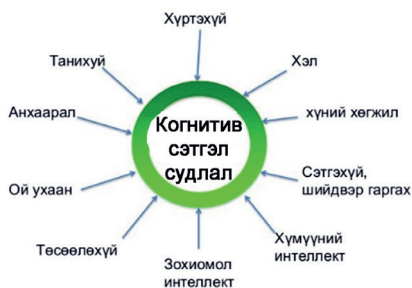 Хүртэхүй
Танихуй
Хэл
Анхаарал
хүний хөгжил
Когнитив
сэтгэл
судлал
Ой ухаан
Сэтгэхүй,
шийдвэр гаргах
Төсөөлөхүй
Хүмүүний
интеллект
Зохиомол
интеллект